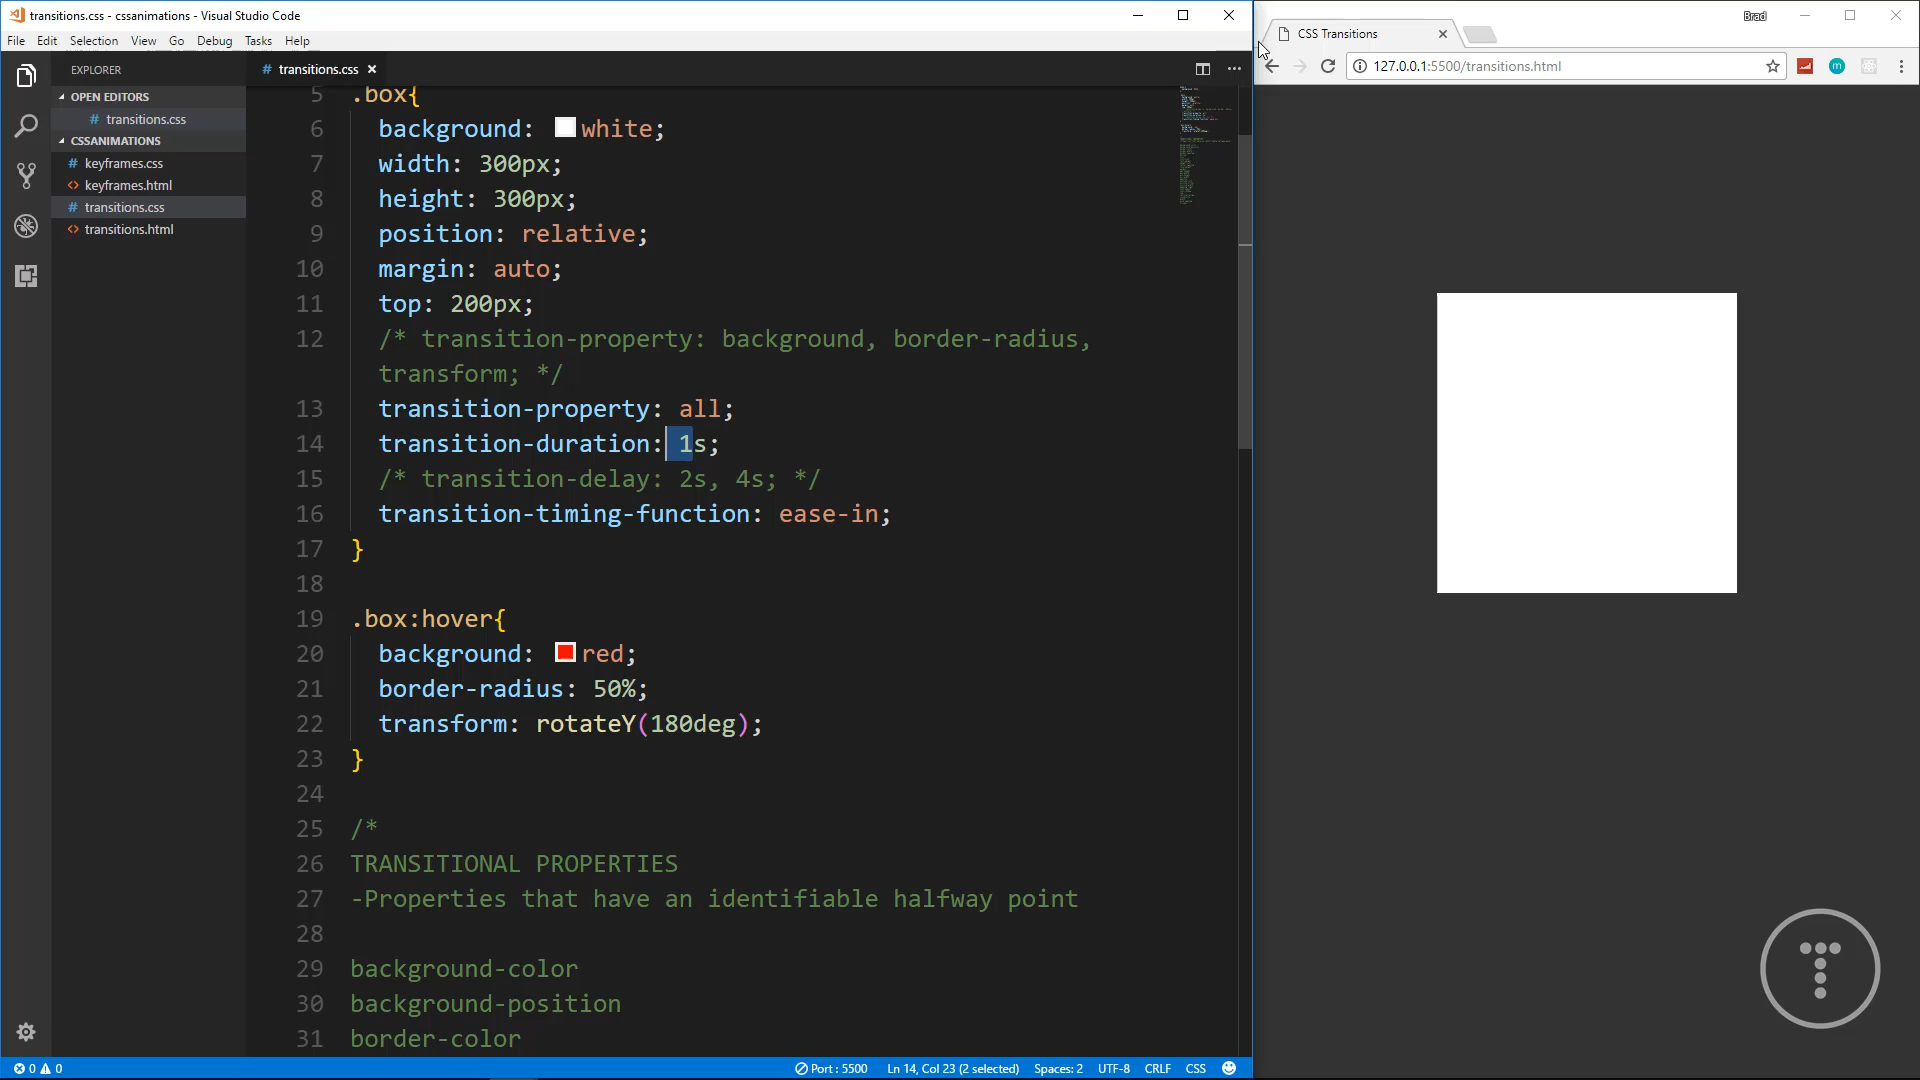 transitions.css - cssanimations - Visual Studio Code
File Edit Selection View Go Debug Tasks Help
EXPLORER
OPEN EDITORS
# transitions.css
CSSANIMATIONS
# keyframes.css
<> keyframes.html
# transitions.css
<> transitions.html
# transitions.css
5 .box{
6 background: white;
7 width: 300px;
8 height: 300px;
9 position: relative;
10 margin: auto;
11 top: 200px;
12 /* transition-property: background, border-radius,
transform; */
13 transition-property: all;
14 transition-duration: 1s;
15 /* transition-delay: 2s, 4s; */
16 transition-timing-function: ease-in;
17 }
18
19 .box:hover{
20 background: red;
21 border-radius: 50%;
22 transform: rotateY(180deg);
23 }
24
25 /*
26 TRANSITIONAL PROPERTIES
27 -Properties that have an identifiable halfway point
28
29 background-color
30 background-position
31 border-color
0 0 Port : 5500 Ln 14, Col 23 (2 selected) Spaces: 2 UTF-8 CRLF CSS
Brad
CSS Transitions
127.0.0.1:5500/transitions.html
m
T